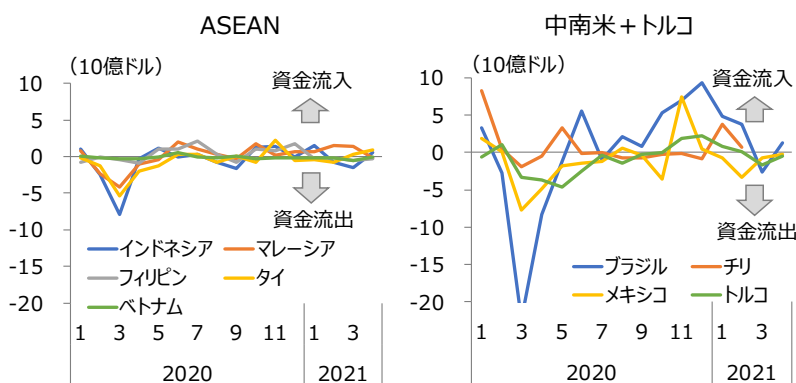 ASEAN
（10億ドル）
資金流入
資金流出
10
5
0
-5
-10
-15
-20
インドネシア
マレーシア
フィリピン
タイ
ベトナム
1 3 5 7 9 11 1 3
2020 2021
中南米＋トルコ
（10億ドル）
資金流入
資金流出
10
5
0
-5
-10
-15
-20
ブラジル
チリ
メキシコ
トルコ
1 3 5 7 9 11 1 3
2020 2021